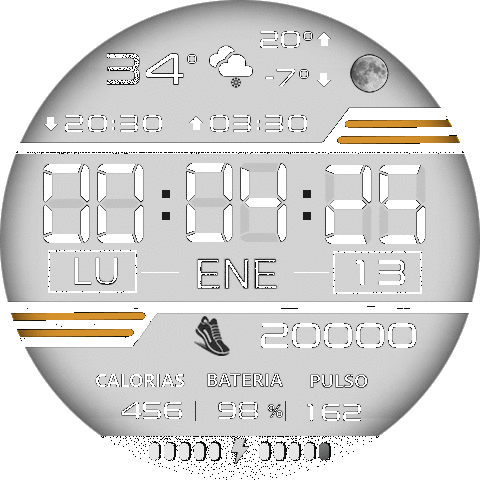 34° 20°
-7°
20:30 03:30
00:04:25
LU ENE 13
20000
CALORIAS BATERIA PULSO
456 98 % 162